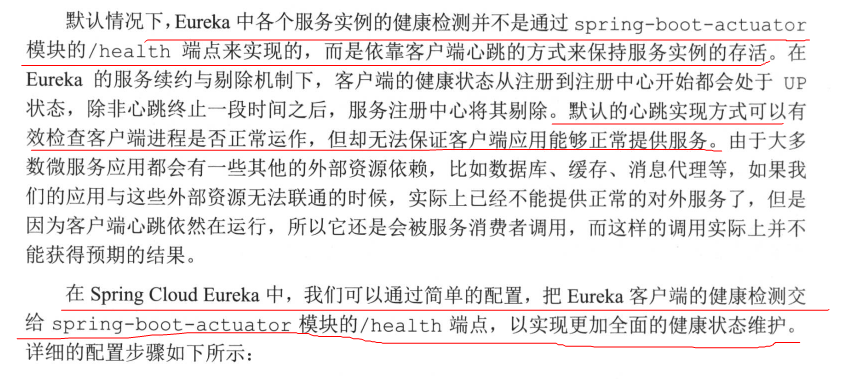 默认情况下，Eureka 中各个服务实例的健康检测并不是通过 spring-boot-actuator
模块的/health 端点来实现的，而是依靠客户端心跳的方式来保持服务实例的存活。在
Eureka 的服务续约与剔除机制下，客户端的健康状态从注册到注册中心开始都会处于 UP
状态，除非心跳终止一段时间之后，服务注册中心将其剔除。默认的心跳实现方式可以有
效检查客户端进程是否正常运作，但却无法保证客户端应用能够正常提供服务。由于大多
数微服务应用都会有一些其他的外部资源依赖，比如数据库、缓存、消息代理等，如果我
们的应用与这些外部资源无法联通的时候，实际上已经不能提供正常的对外服务了，但是
因为客户端心跳依然在运行，所以它还是会被服务消费者调用，而这样的调用实际上并不
能获得预期的结果。
在 Spring Cloud Eureka 中，我们可以通过简单的配置，把 Eureka 客户端的健康检测交
给 spring-boot-actuator 模块的/health 端点，以实现更加全面的健康状态维护。
详细的配置步骤如下所示：